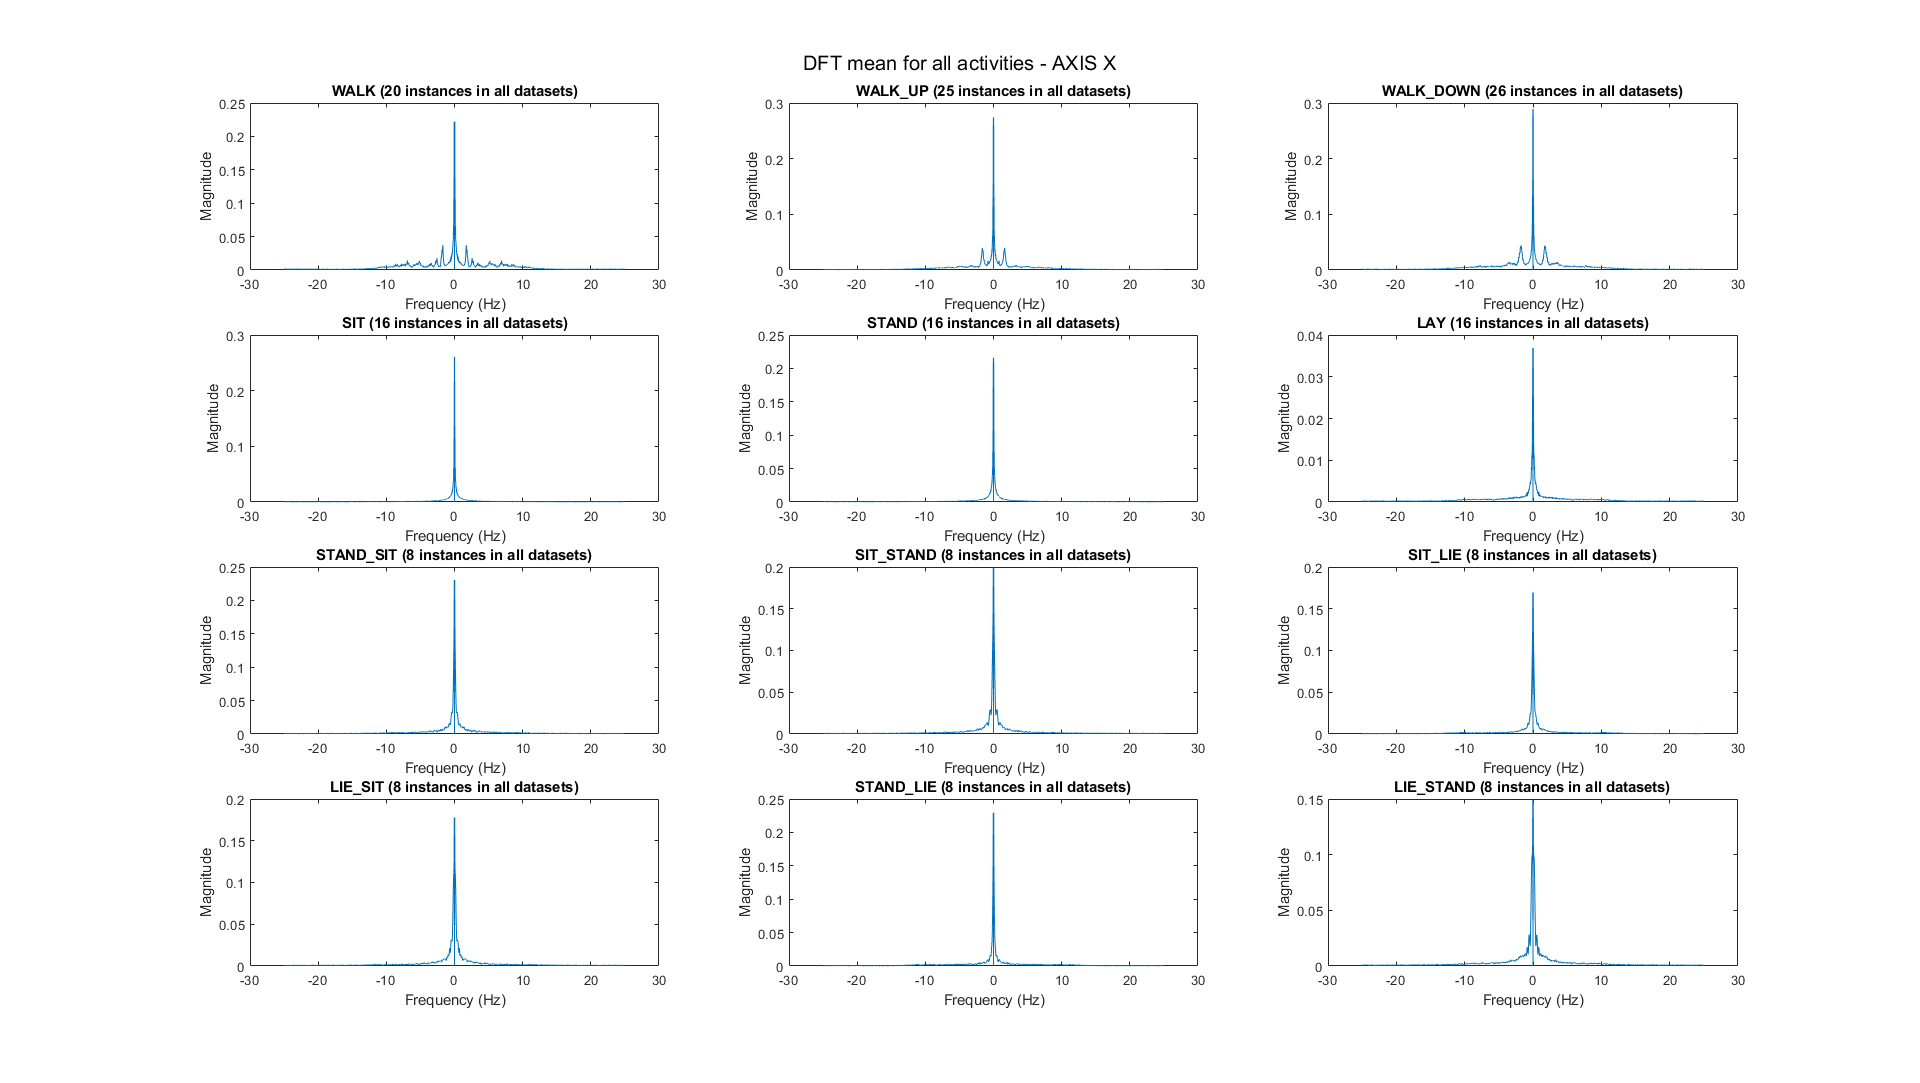 DFT mean for all activities - AXIS X
WALK (20 instances in all datasets)
0.25
0.2
0.15
0.1
0.05
0
Magnitude
-30 -20 -10 0 10 20 30
Frequency (Hz)
WALK_UP (25 instances in all datasets)
0.3
0.2
0.1
0
Magnitude
-30 -20 -10 0 10 20 30
Frequency (Hz)
WALK_DOWN (26 instances in all datasets)
0.3
0.2
0.1
0
Magnitude
-30 -20 -10 0 10 20 30
Frequency (Hz)
SIT (16 instances in all datasets)
0.3
0.2
0.1
0
Magnitude
-30 -20 -10 0 10 20 30
Frequency (Hz)
STAND (16 instances in all datasets)
0.25
0.2
0.15
0.1
0.05
0
Magnitude
-30 -20 -10 0 10 20 30
Frequency (Hz)
LAY (16 instances in all datasets)
0.04
0.03
0.02
0.01
0
Magnitude
-30 -20 -10 0 10 20 30
Frequency (Hz)
STAND_SIT (8 instances in all datasets)
0.25
0.2
0.15
0.1
0.05
0
Magnitude
-30 -20 -10 0 10 20 30
Frequency (Hz)
SIT_STAND (8 instances in all datasets)
0.2
0.15
0.1
0.05
0
Magnitude
-30 -20 -10 0 10 20 30
Frequency (Hz)
SIT_LIE (8 instances in all datasets)
0.2
0.15
0.1
0.05
0
Magnitude
-30 -20 -10 0 10 20 30
Frequency (Hz)
LIE_SIT (8 instances in all datasets)
0.2
0.15
0.1
0.05
0
Magnitude
-30 -20 -10 0 10 20 30
Frequency (Hz)
STAND_LIE (8 instances in all datasets)
0.25
0.2
0.15
0.1
0.05
0
Magnitude
-30 -20 -10 0 10 20 30
Frequency (Hz)
LIE_STAND (8 instances in all datasets)
0.15
0.1
0.05
0
Magnitude
-30 -20 -10 0 10 20 30
Frequency (Hz)